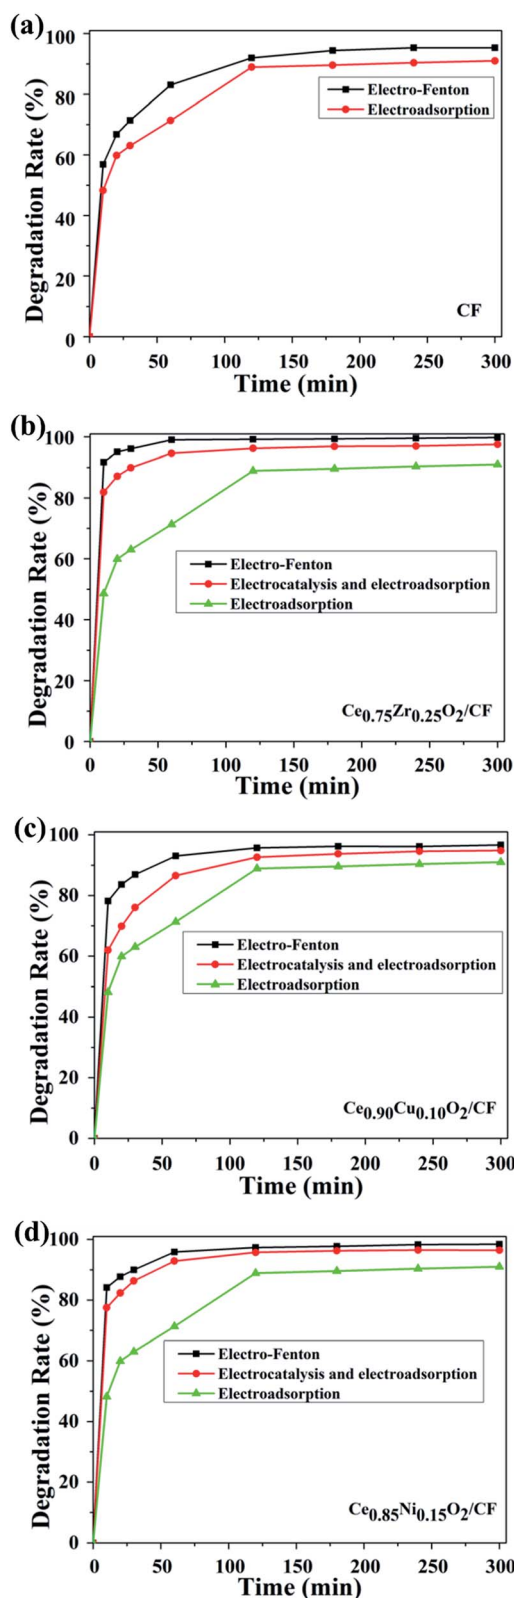 (a)
100
80
60
40
20
0
Degradation Rate (%)
Electro-Fenton
Electroadsorption
CF
0 50 100 150 200 250 300
Time (min)
(b)
100
80
60
40
20
0
Degradation Rate (%)
Electro-Fenton
Electrocatalysis and electroadsorption
Electroadsorption
Ce0.75Zr0.25O2/CF
0 50 100 150 200 250 300
Time (min)
(c)
100
80
60
40
20
0
Degradation Rate (%)
Electro-Fenton
Electrocatalysis and electroadsorption
Electroadsorption
Ce0.90Cu0.10O2/CF
0 50 100 150 200 250 300
Time (min)
(d)
100
80
60
40
20
0
Degradation Rate (%)
Electro-Fenton
Electrocatalysis and electroadsorption
Electroadsorption
Ce0.85Ni0.15O2/CF
0 50 100 150 200 250 300
Time (min)